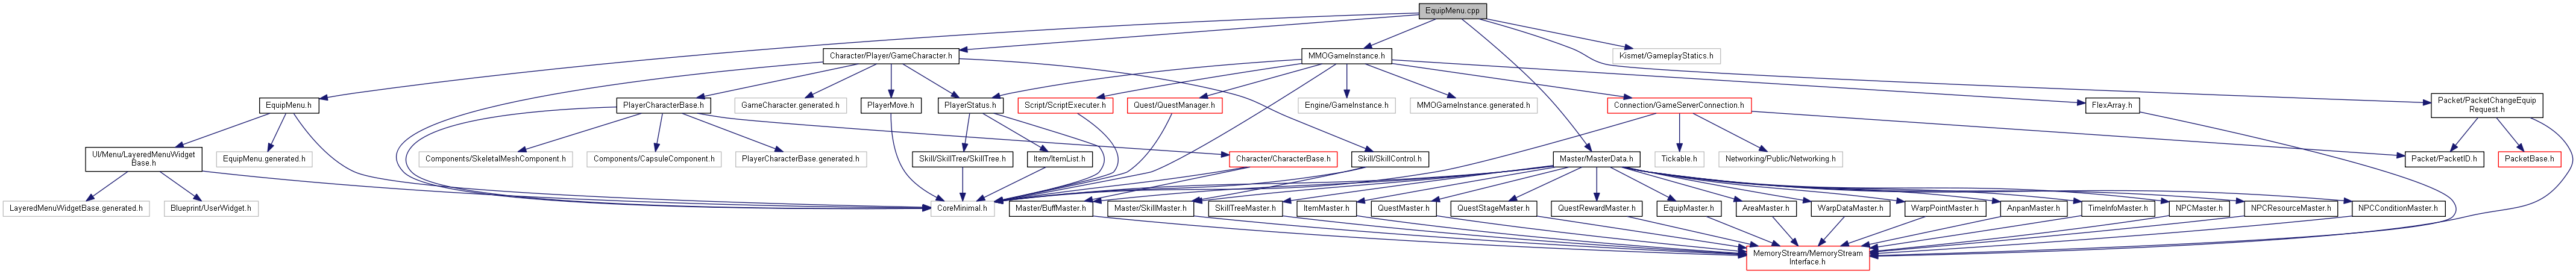 EquipMenu.cpp
Character/Player/GameCharacter.h
MMOGameInstance.h
Kismet/GameplayStatics.h
EquipMenu.h
PlayerCharacterBase.h
GameCharacter.generated.h
PlayerMove.h
PlayerStatus.h
Script/ScriptExecuter.h
Quest/QuestManager.h
Engine/GameInstance.h
MMOGameInstance.generated.h
Connection/GameServerConnection.h
FlexArray.h
Packet/PacketChangeEquip
Request.h
UI/Menu/LayeredMenuWidget
Base.h
EquipMenu.generated.h
Components/SkeletalMeshComponent.h
Components/CapsuleComponent.h
PlayerCharacterBase.generated.h
Skill/SkillTree/SkillTree.h
Item/ItemList.h
Character/CharacterBase.h
Skill/SkillControl.h
Master/MasterData.h
Tickable.h
Networking/Public/Networking.h
Packet/PacketID.h
PacketBase.h
LayeredMenuWidgetBase.generated.h
Blueprint/UserWidget.h
CoreMinimal.h
Master/BuffMaster.h
Master/SkillMaster.h
SkillTreeMaster.h
ItemMaster.h
QuestMaster.h
QuestStageMaster.h
QuestRewardMaster.h
EquipMaster.h
AreaMaster.h
WarpDataMaster.h
WarpPointMaster.h
AnpanMaster.h
TimeInfoMaster.h
NPCMaster.h
NPCResourceMaster.h
NPCConditionMaster.h
MemoryStream/MemoryStream
Interface.h